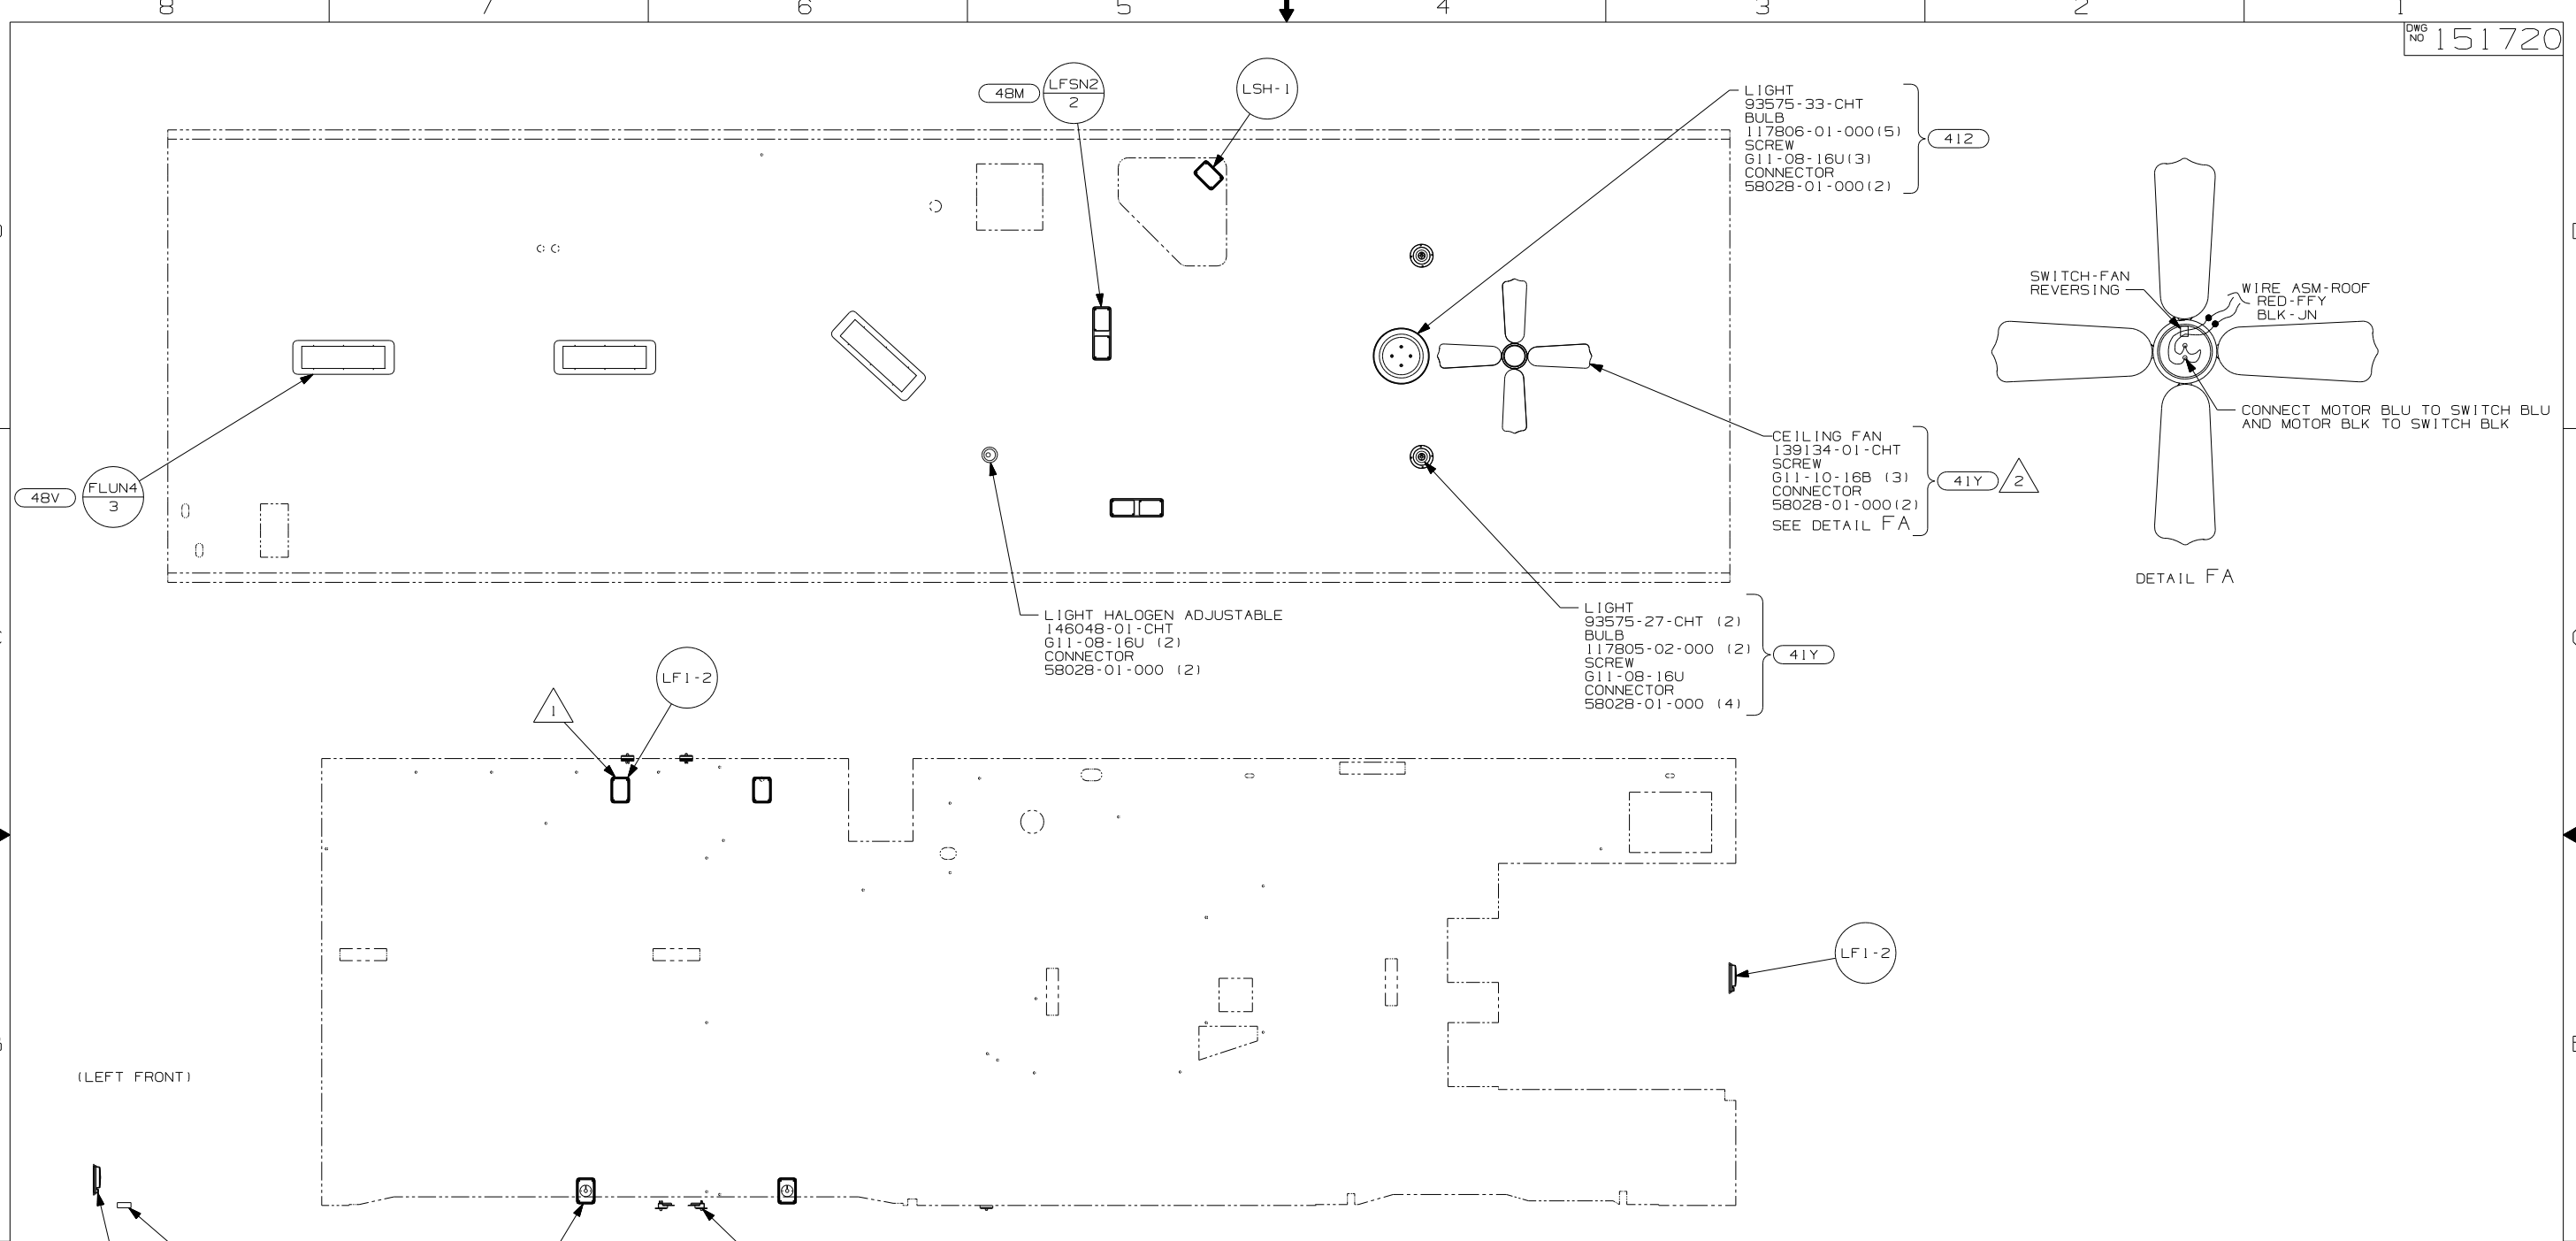 8 7 6 5 4 3 2 1
DWG NO 151720
48M
LFSN2
2
LSH-1
LIGHT
93575-33-CHT
BULB
117806-01-000(5)
SCREW
G11-08-16U(3)
CONNECTOR
58028-01-000(2)
412
SWITCH-FAN
REVERSING
WIRE ASM-ROOF
RED-FFY
BLK-JN
CONNECT MOTOR BLU TO SWITCH BLU
AND MOTOR BLK TO SWITCH BLK
DETAIL FA
CEILING FAN
139134-01-CHT
SCREW
G11-10-16B (3)
CONNECTOR
58028-01-000(2)
SEE DETAIL FA
41Y
2
48V
FLUN4
3
LIGHT HALOGEN ADJUSTABLE
146048-01-CHT
G11-08-16U (2)
CONNECTOR
58028-01-000 (2)
LIGHT
93575-27-CHT (2)
BULB
117805-02-000 (2)
SCREW
G11-08-16U
CONNECTOR
58028-01-000 (4)
41Y
1
LF1-2
LF1-2
(LEFT FRONT)